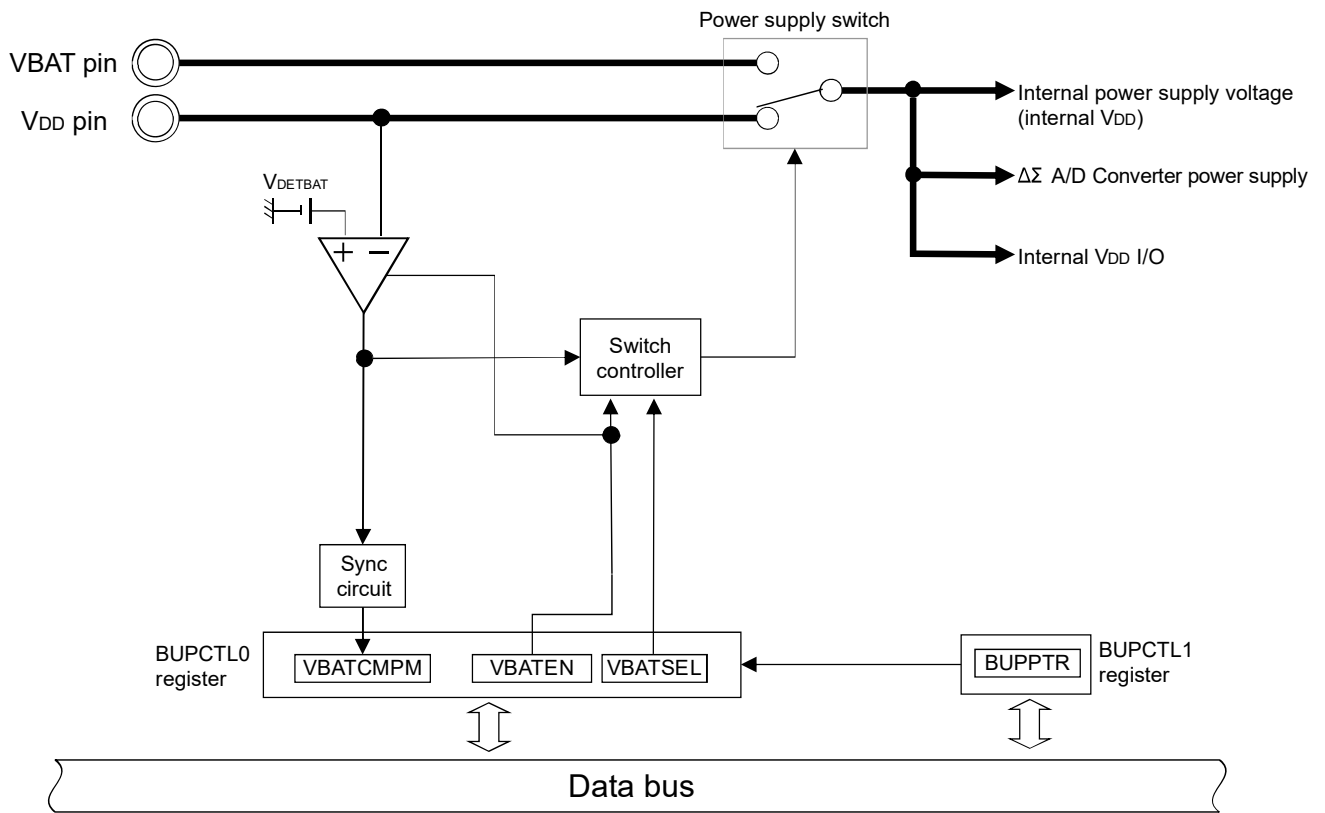 Power supply switch
VBAT pin
VDD pin
Internal power supply voltage
(internal VDD)
ΔΣ A/D Converter power supply
Internal VDD I/O
VDETBAT
+ −
Switch
controller
Sync
circuit
BUPCTL0
register
VBATCMPM
VBATEN
VBATSEL
BUPPTR
BUPCTL1
register
Data bus